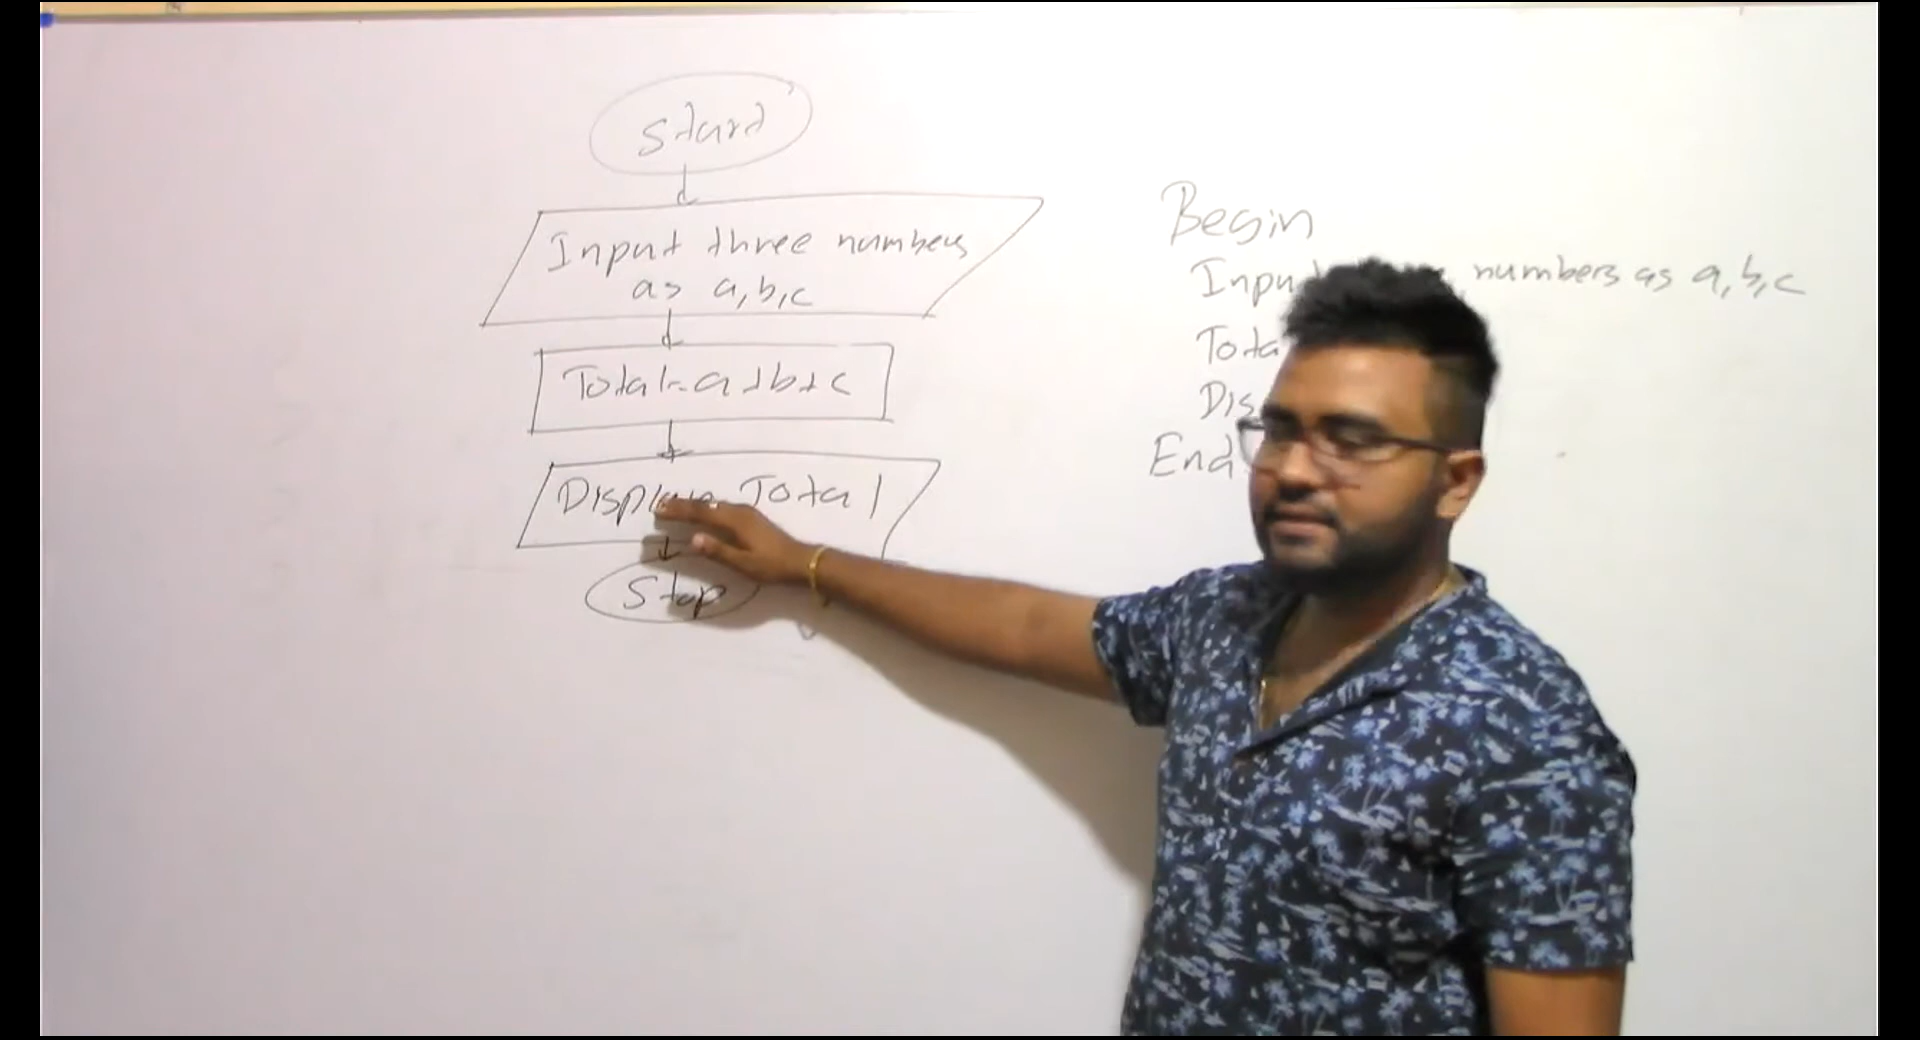 Start
Input three numbers
as a,b,c
Total=a+b+c
Display Total
Stop
Begin
numbers as a,b,c
End